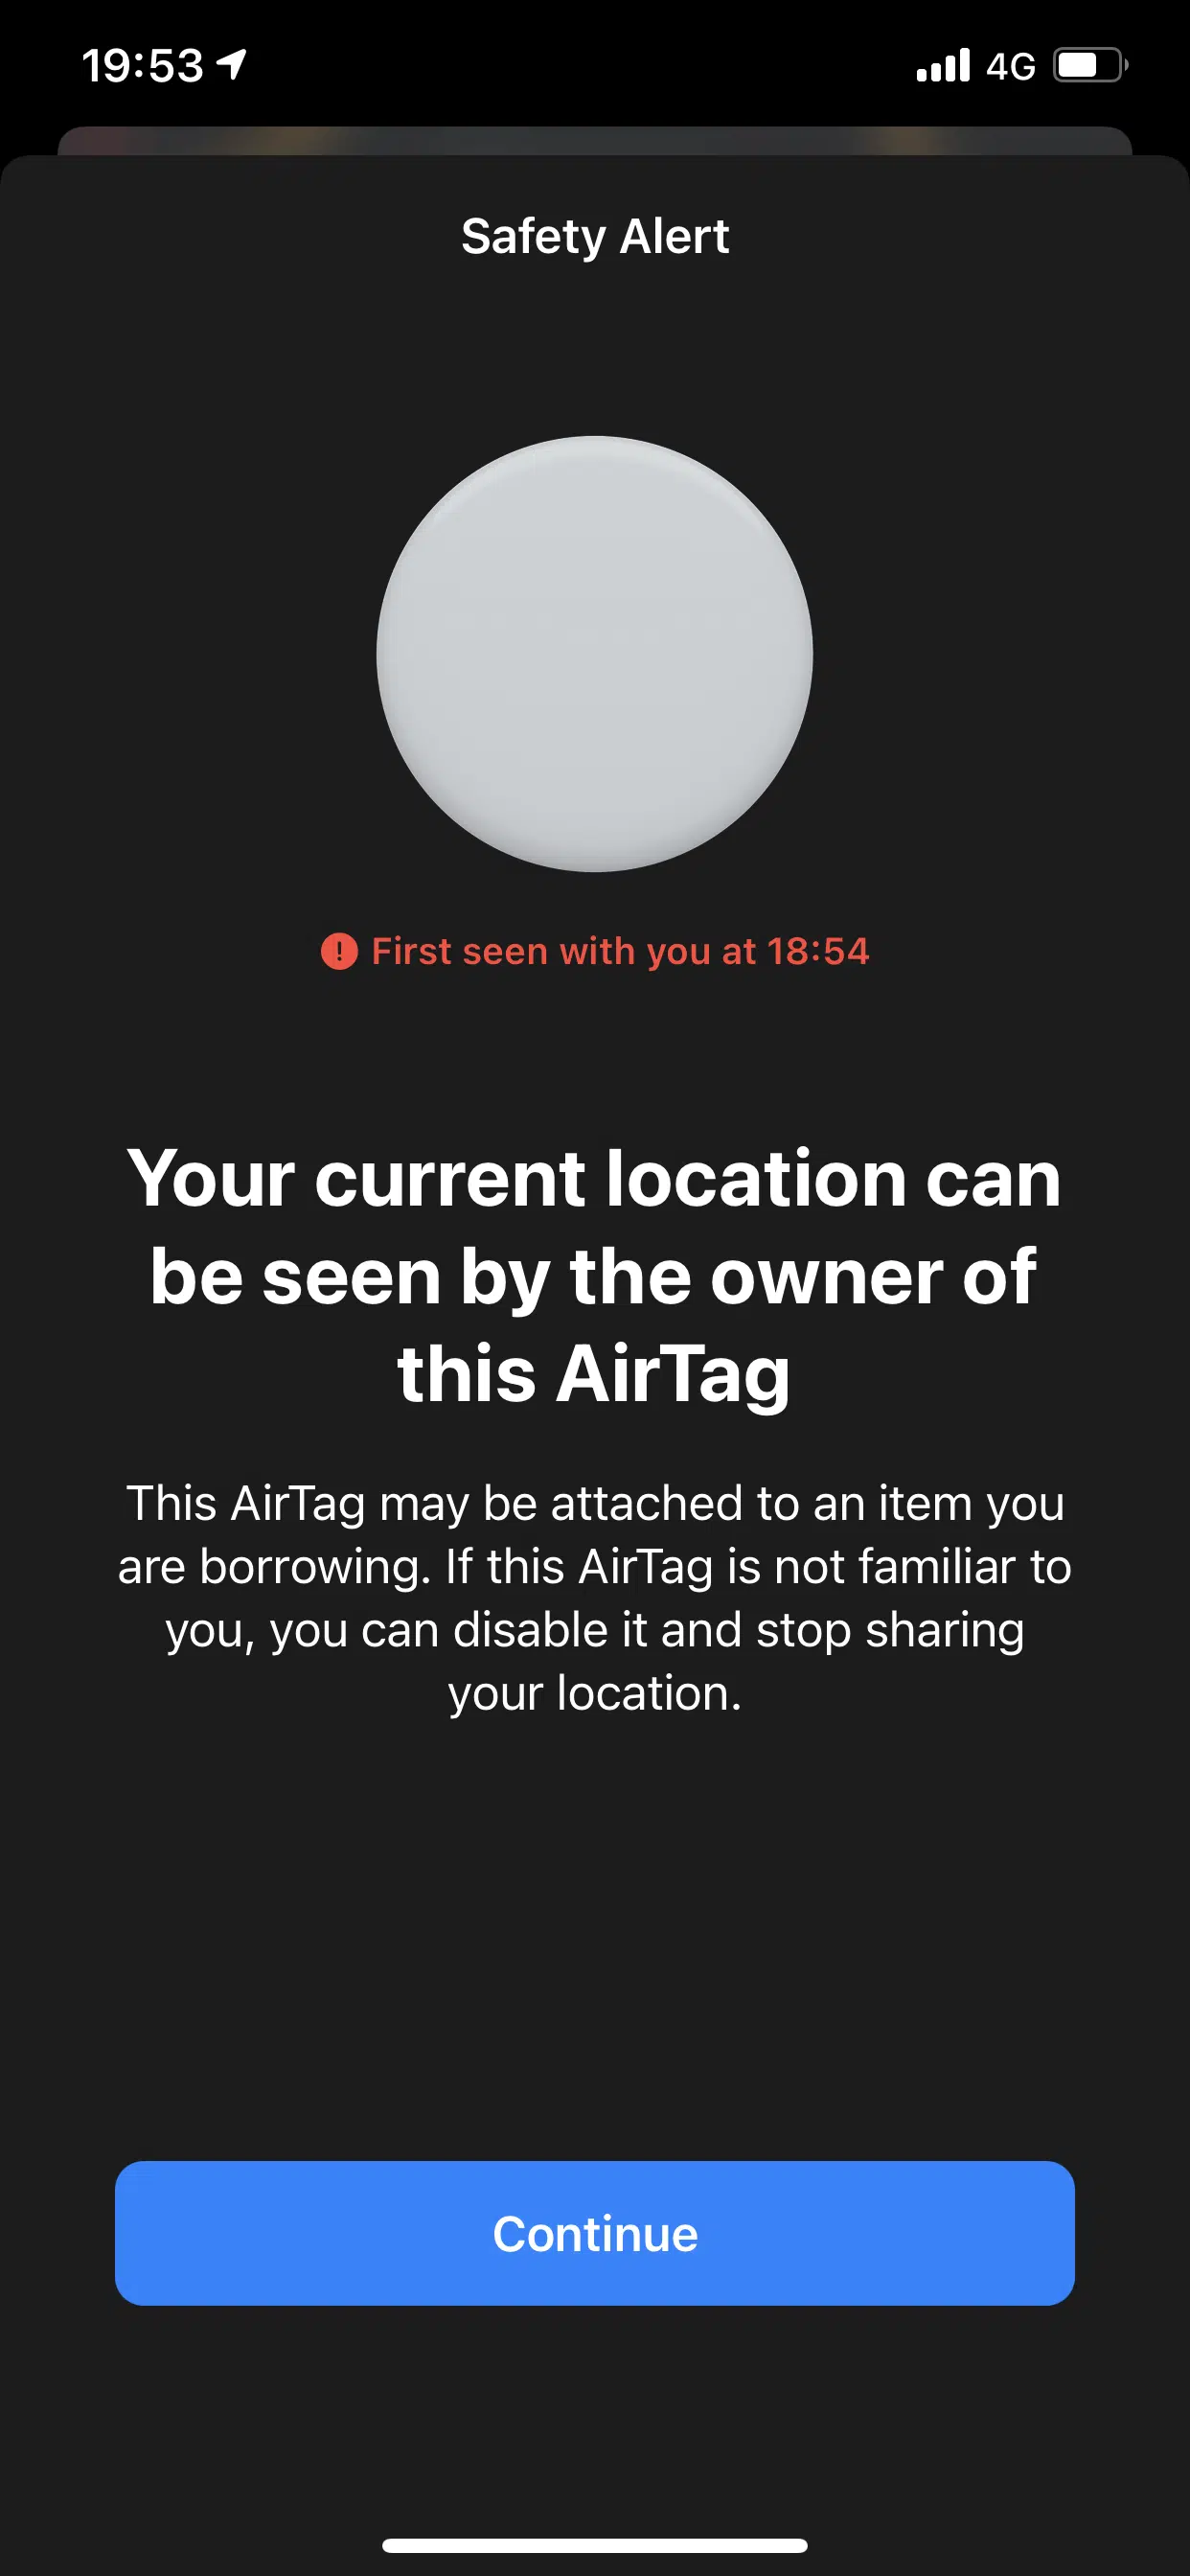 19:53
4G
Safety Alert
First seen with you at 18:54
Your current location can
be seen by the owner of
this AirTag
This AirTag may be attached to an item you
are borrowing. If this AirTag is not familiar to
you, you can disable it and stop sharing
your location.
Continue